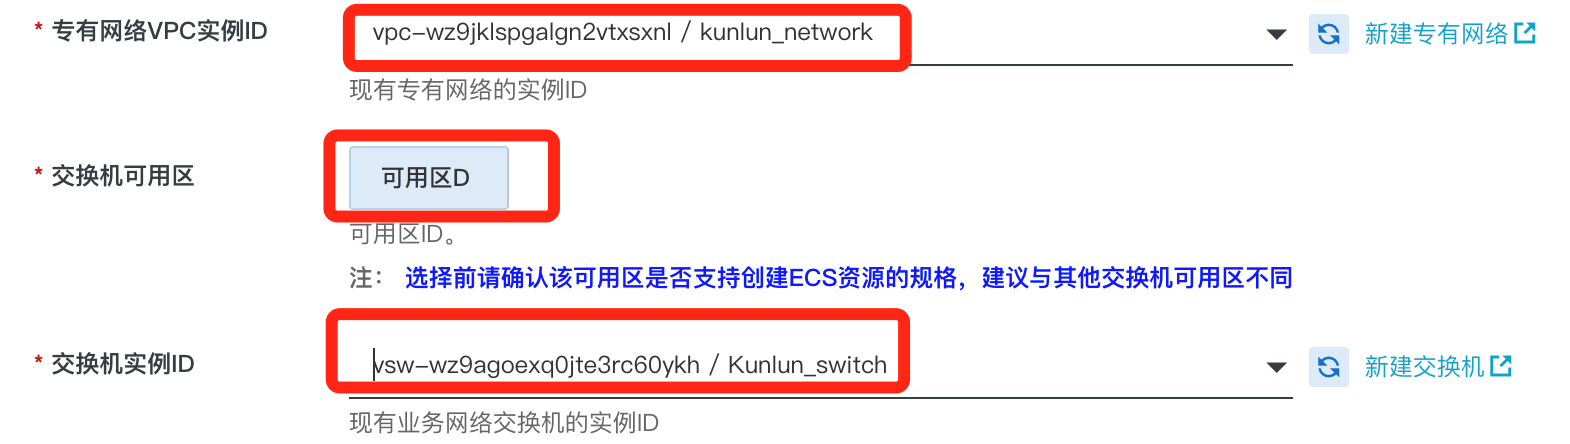 * 专有网络VPC实例ID
vpc-wz9jklspgalgn2vtxsxnl / kunlun_network
新建专有网络
现有专有网络的实例ID
* 交换机可用区
可用区D
可用区ID。
注： 选择前请确认该可用区是否支持创建ECS资源的规格，建议与其他交换机可用区不同
* 交换机实例ID
vsw-wz9agoexq0jte3rc60ykh / Kunlun_switch
新建交换机
现有业务网络交换机的实例ID